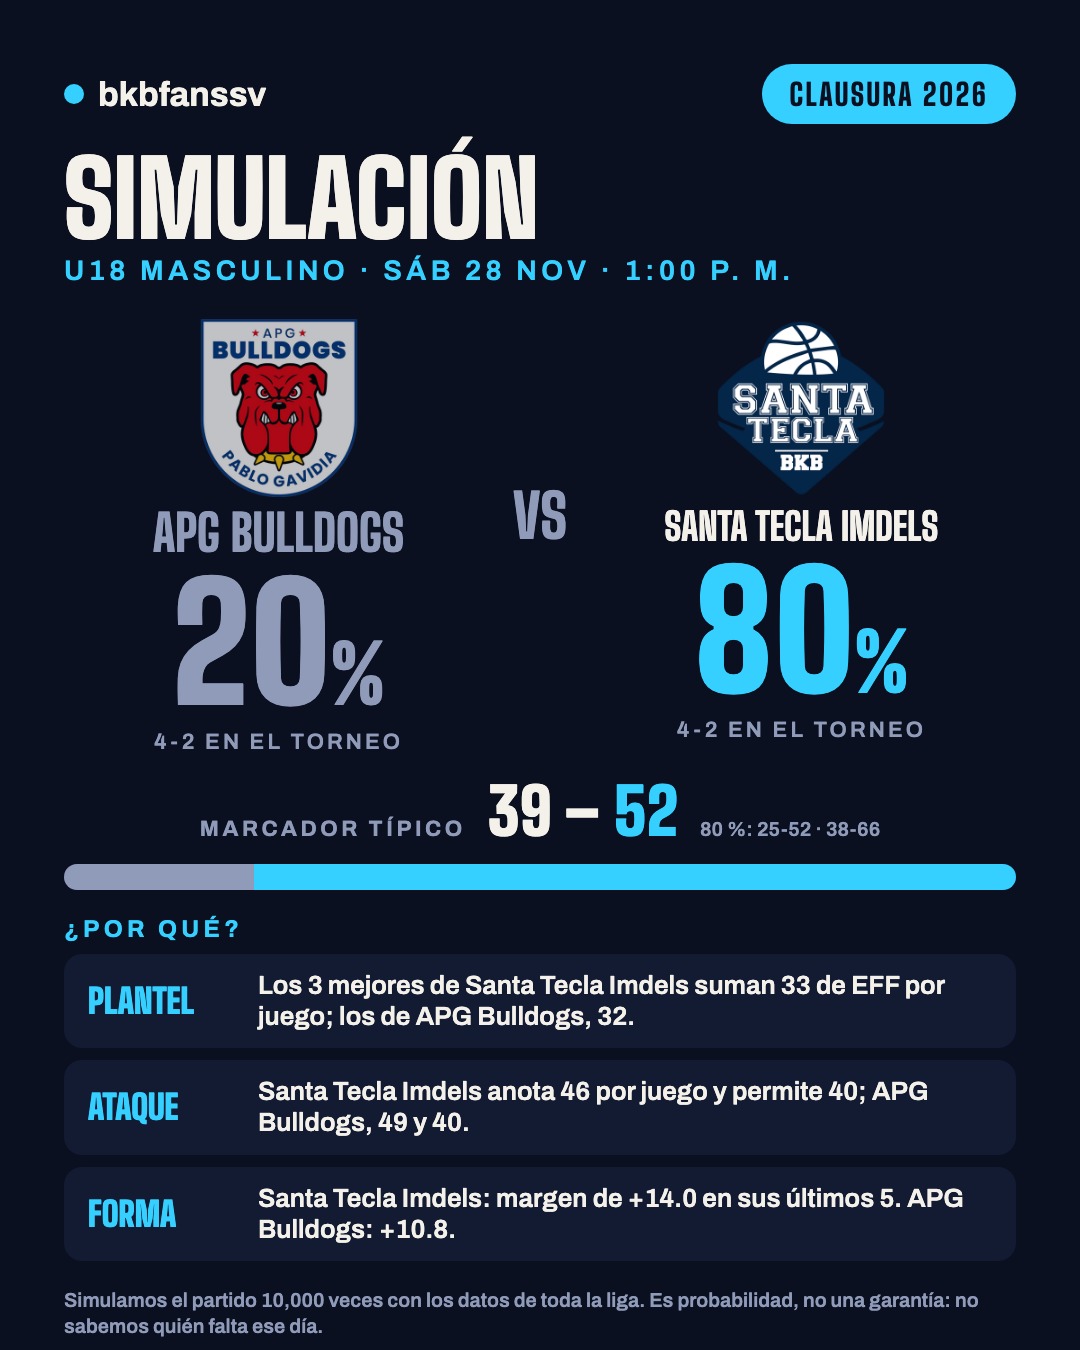 bkbfanssv
CLAUSURA 2026
SIMULACIÓN
U18 MASCULINO · SÁB 28 NOV · 1:00 P. M.
APG
BULLDOGS
PABLO GAVIDIA
SANTA
TECLA
BKB
APG BULLDOGS
VS
SANTA TECLA IMDELS
20%
80%
4-2 EN EL TORNEO
4-2 EN EL TORNEO
MARCADOR TÍPICO 39 – 52 80 %: 25-52 · 38-66
¿POR QUÉ?
PLANTEL
Los 3 mejores de Santa Tecla Imdels suman 33 de EFF por
juego; los de APG Bulldogs, 32.
ATAQUE
Santa Tecla Imdels anota 46 por juego y permite 40; APG
Bulldogs, 49 y 40.
FORMA
Santa Tecla Imdels: margen de +14.0 en sus últimos 5. APG
Bulldogs: +10.8.
Simulamos el partido 10,000 veces con los datos de toda la liga. Es probabilidad, no una garantía: no
sabemos quién falta ese día.